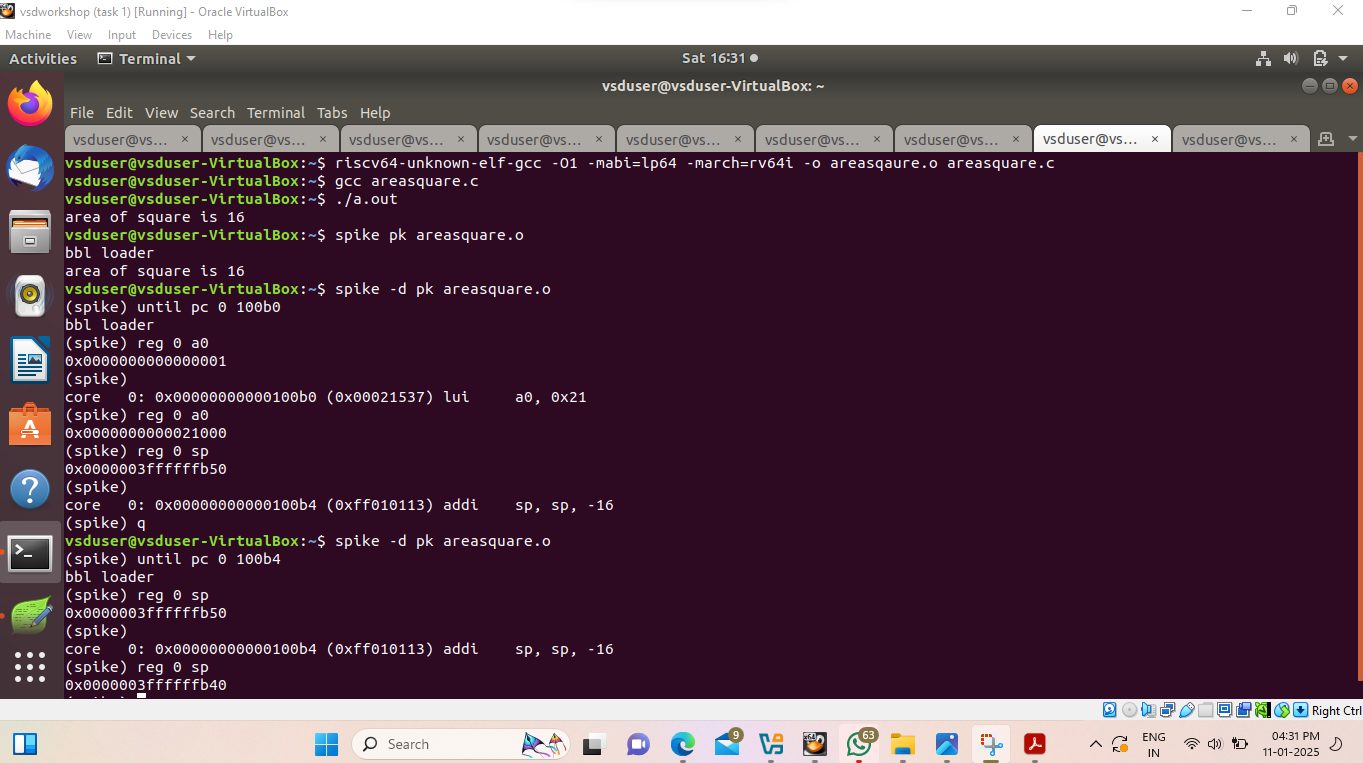 vsdworkshop (task 1) [Running] - Oracle VirtualBox
Machine View Input Devices Help
Activities Terminal Sat 16:31
vsduser@vsduser-VirtualBox: ~
File Edit View Search Terminal Tabs Help
vsduser@vs... × vsduser@vs... × vsduser@vs... × vsduser@vs... × vsduser@vs... × vsduser@vs... × vsduser@vs... × vsduser@vs... × vsduser@vs... ×
vsduser@vsduser-VirtualBox:~$ riscv64-unknown-elf-gcc -O1 -mabi=lp64 -march=rv64i -o areasqaure.o areasquare.c
vsduser@vsduser-VirtualBox:~$ gcc areasquare.c
vsduser@vsduser-VirtualBox:~$ ./a.out
area of square is 16
vsduser@vsduser-VirtualBox:~$ spike pk areasquare.o
bbl loader
area of square is 16
vsduser@vsduser-VirtualBox:~$ spike -d pk areasquare.o
(spike) until pc 0 100b0
bbl loader
(spike) reg 0 a0
0x0000000000000001
(spike)
core   0: 0x00000000000100b0 (0x00021537) lui     a0, 0x21
(spike) reg 0 a0
0x0000000000021000
(spike) reg 0 sp
0x0000003ffffffb50
(spike)
core   0: 0x00000000000100b4 (0xff010113) addi    sp, sp, -16
(spike) q
vsduser@vsduser-VirtualBox:~$ spike -d pk areasquare.o
(spike) until pc 0 100b4
bbl loader
(spike) reg 0 sp
0x0000003ffffffb50
(spike)
core   0: 0x00000000000100b4 (0xff010113) addi    sp, sp, -16
(spike) reg 0 sp
0x0000003ffffffb40
Right Ctrl
Search
9
63
ENG
IN
04:31 PM
11-01-2025